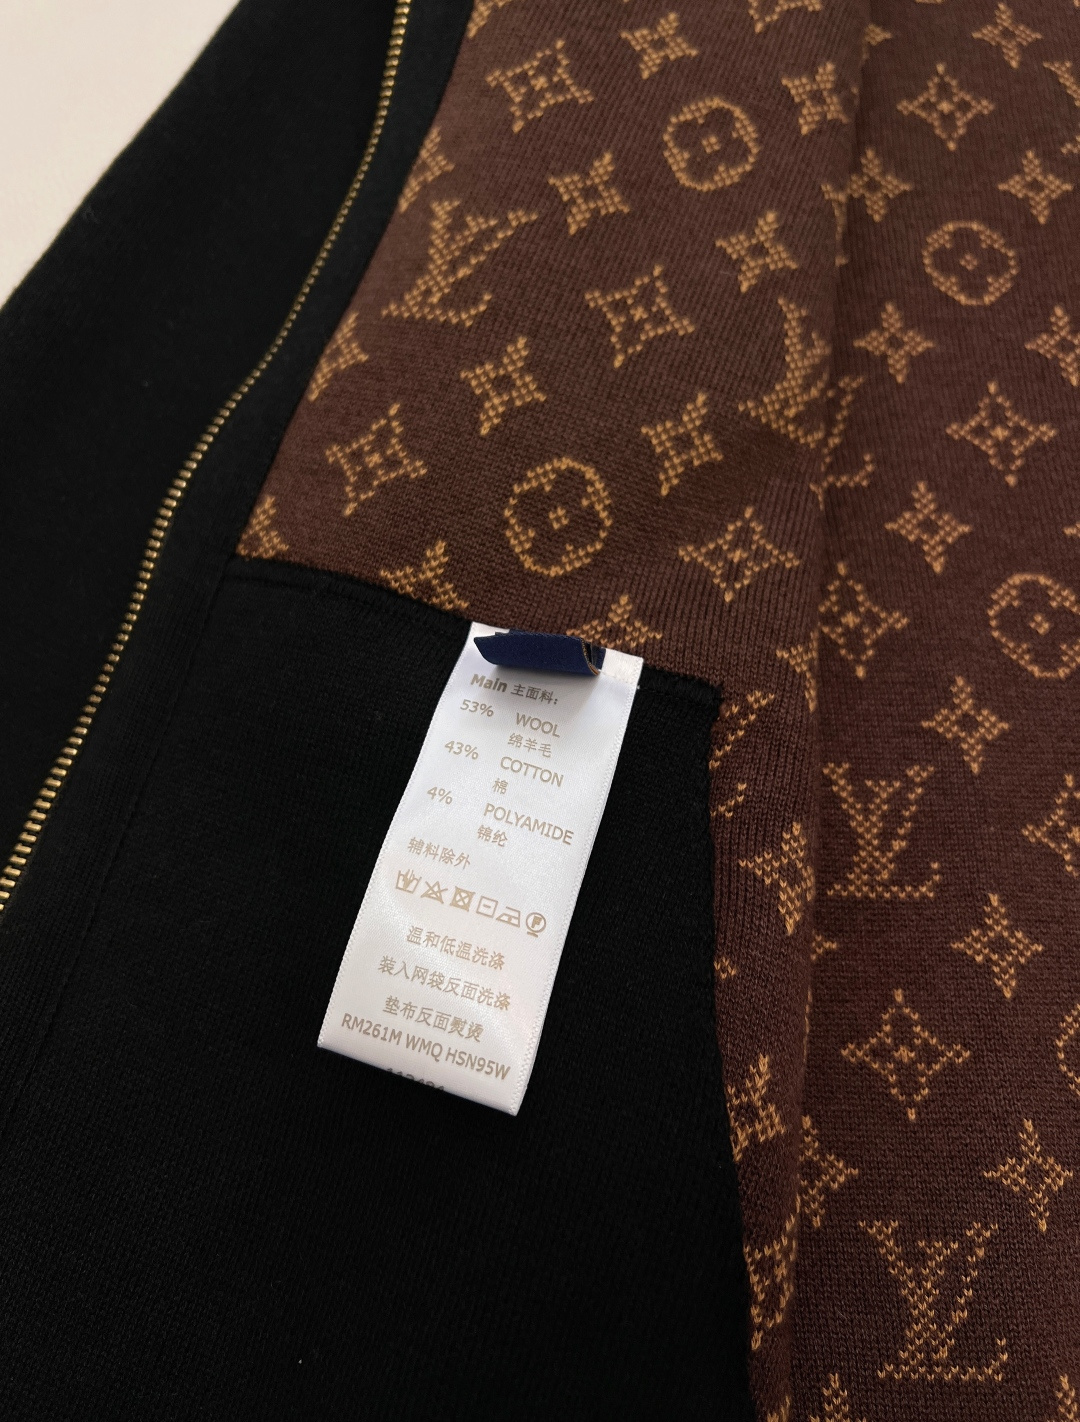 Main 主面料:
53% WOOL
绵羊毛
43% COTTON
棉
4% POLYAMIDE
锦纶
辅料除外
温和低温洗涤
装入网袋反面洗涤
垫布反面熨烫
RM261M WMQ HSN95W